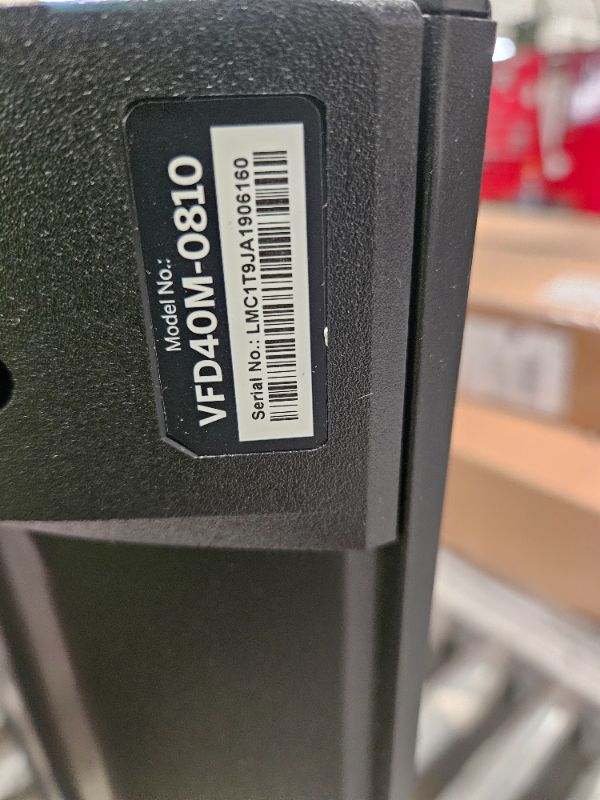 Model No.:
VFD40M-0810
Serial No.: LMC1T9JA1906160